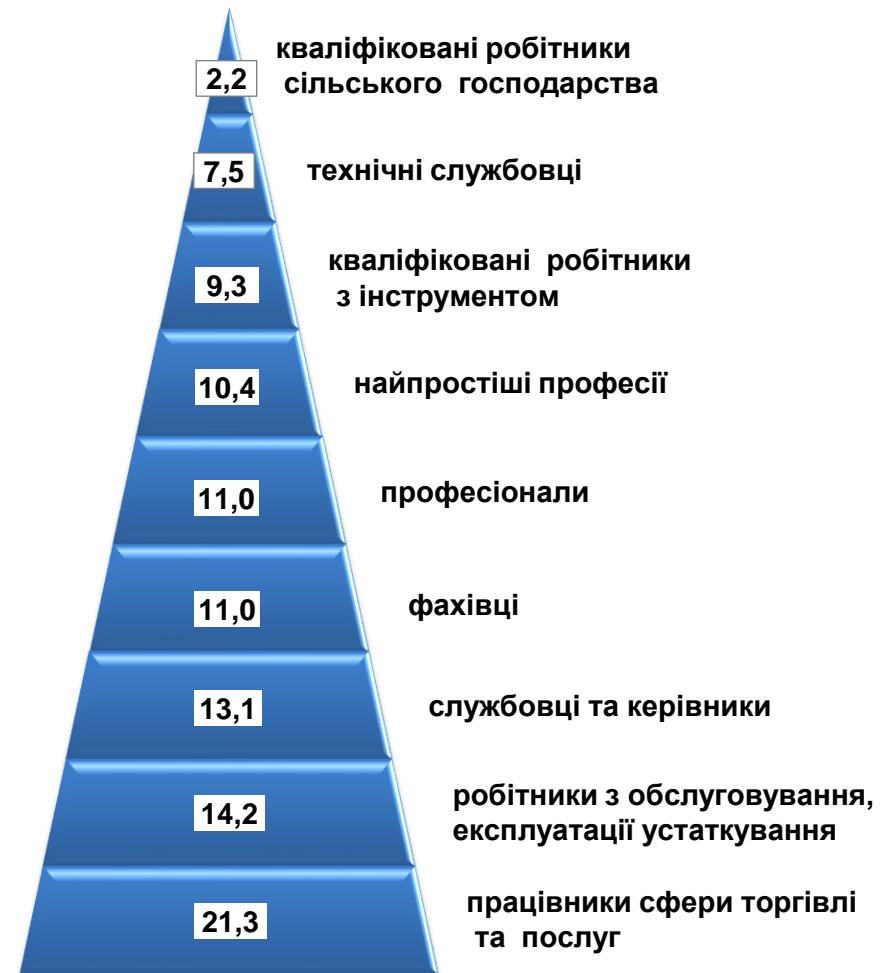 кваліфіковані робітники
2,2 сільського господарства
7,5 технічні службовці
кваліфіковані робітники
9,3 з інструментом
10,4 найпростіші професії
11,0 професіонали
11,0 фахівці
13,1 службовці та керівники
робітники з обслуговування,
14,2 експлуатації устаткування
працівники сфери торгівлі
21,3 та послуг